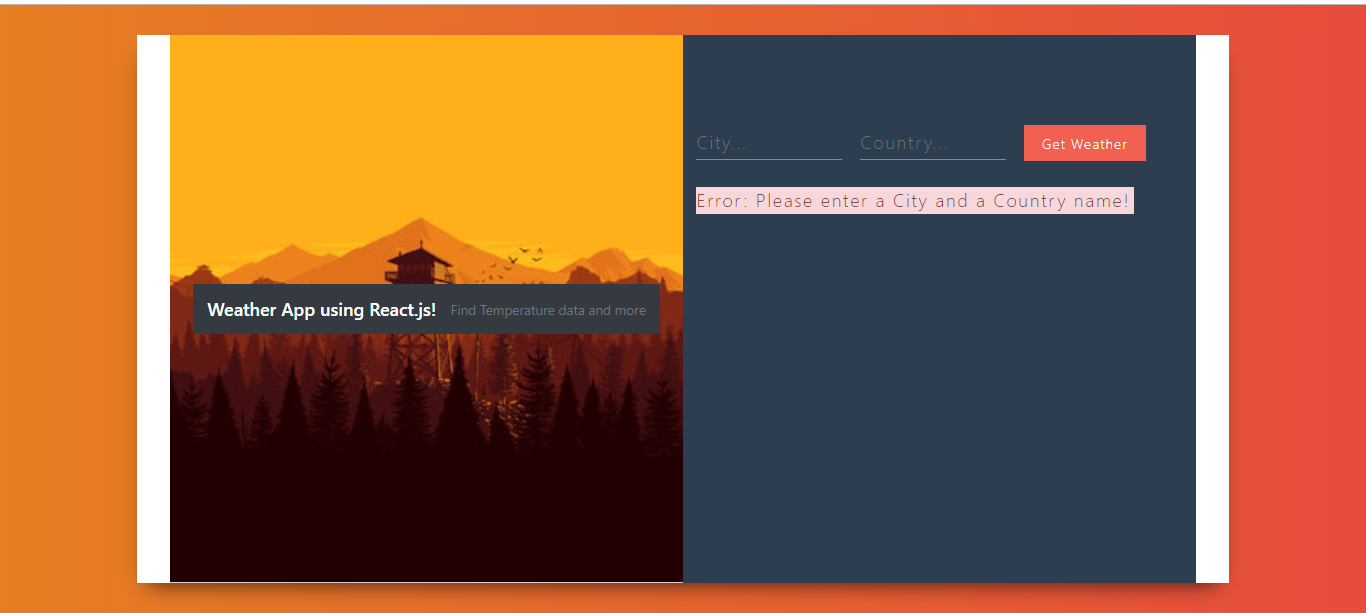 Weather App using React.js! Find Temperature data and more
City... Country... Get Weather
Error: Please enter a City and a Country name!